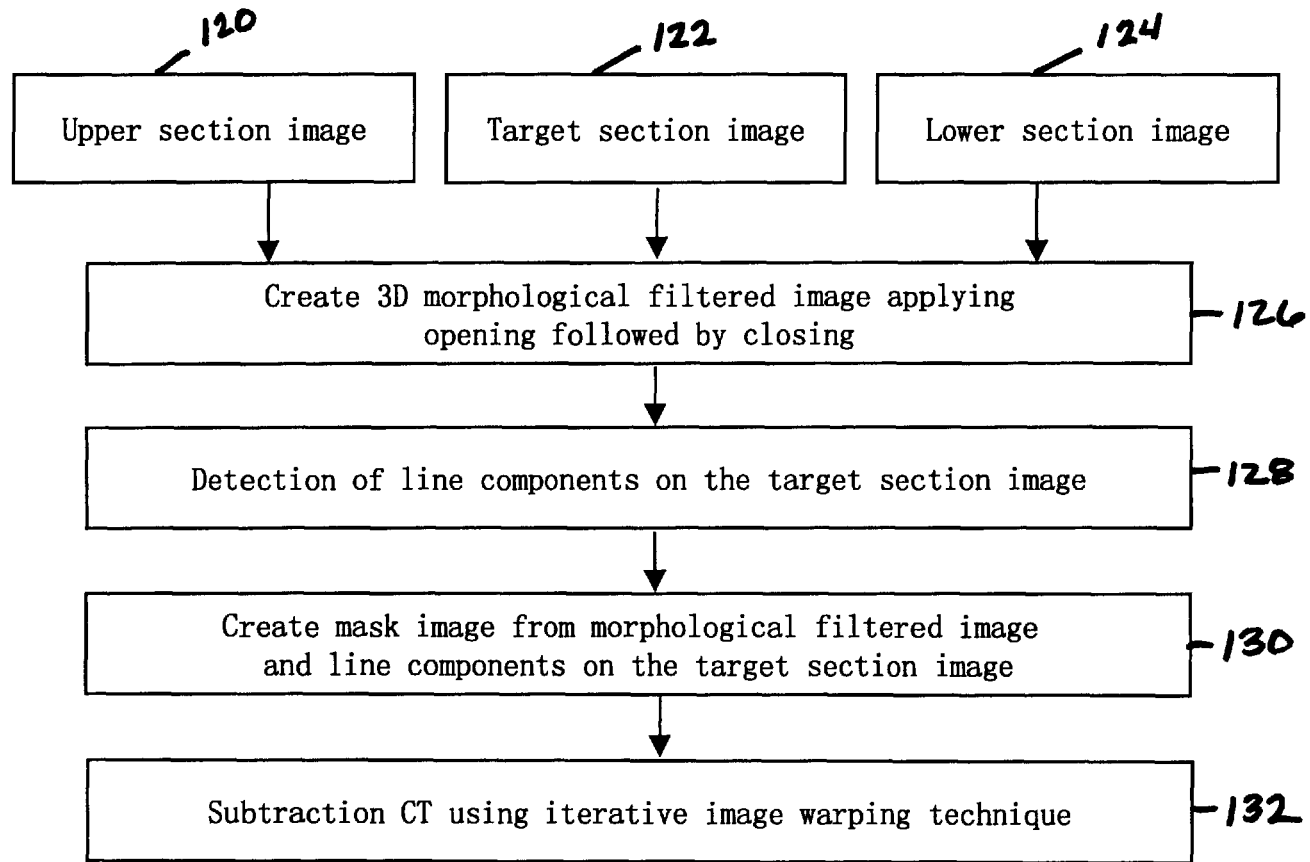 120
122
124
Upper section image
Target section image
Lower section image
Create 3D morphological filtered image applying
opening followed by closing
126
Detection of line components on the target section image
128
Create mask image from morphological filtered image
and line components on the target section image
130
Subtraction CT using iterative image warping technique
132